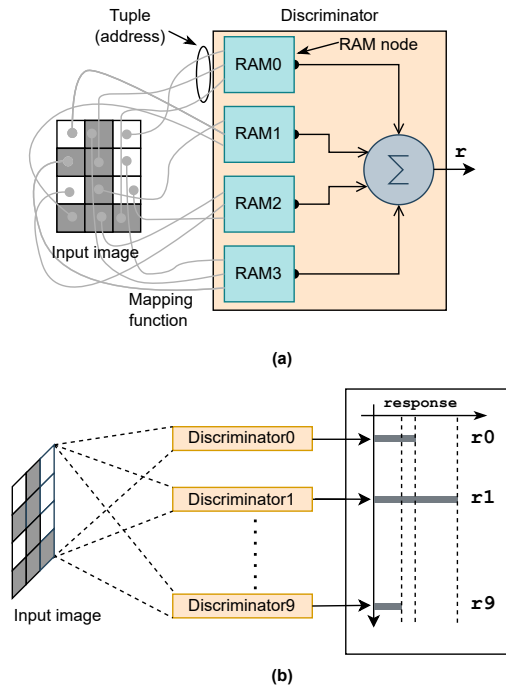 Tuple
(address)
Discriminator
RAM node
RAM0
RAM1
RAM2
RAM3
Σ
r
Input image
Mapping
function
(a)
response
Discriminator0
r0
Discriminator1
r1
Discriminator9
r9
Input image
(b)